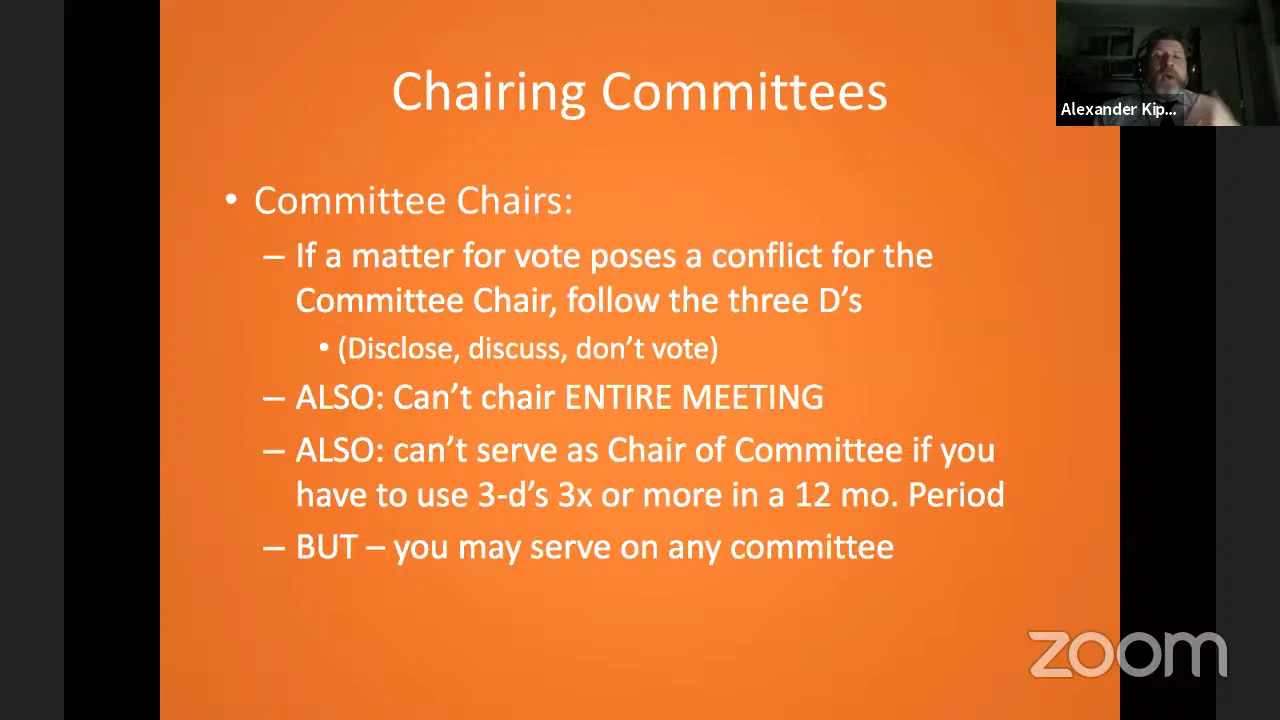 Chairing Committees
Alexander Kip...
• Committee Chairs:
– If a matter for vote poses a conflict for the
Committee Chair, follow the three D’s
• (Disclose, discuss, don’t vote)
– ALSO: Can’t chair ENTIRE MEETING
– ALSO: can’t serve as Chair of Committee if you
have to use 3-d’s 3x or more in a 12 mo. Period
– BUT – you may serve on any committee
zoom